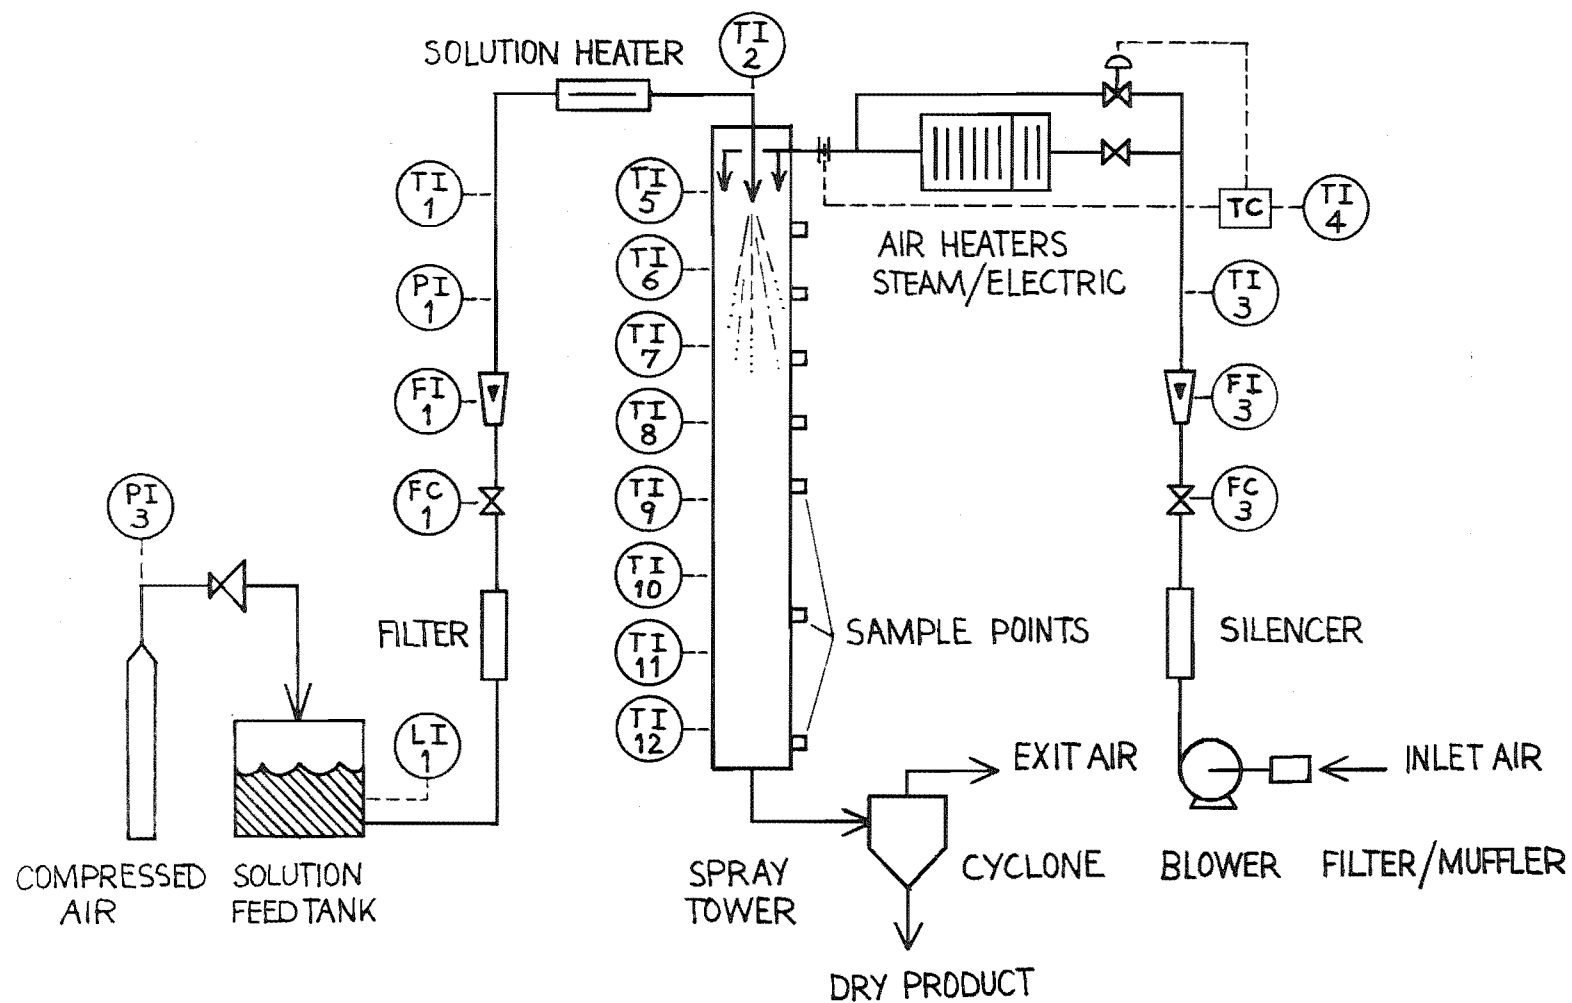 SOLUTION HEATER
TI
2
TI
1
PI
1
FI
1
FC
1
PI
3
FILTER
LI
1
COMPRESSED
AIR
SOLUTION
FEED TANK
TI
5
TI
6
TI
7
TI
8
TI
9
TI
10
TI
11
TI
12
SAMPLE POINTS
SPRAY
TOWER
AIR HEATERS
STEAM/ELECTRIC
TC
TI
4
TI
3
FI
3
FC
3
SILENCER
EXIT AIR
INLET AIR
CYCLONE
BLOWER
FILTER/MUFFLER
DRY PRODUCT